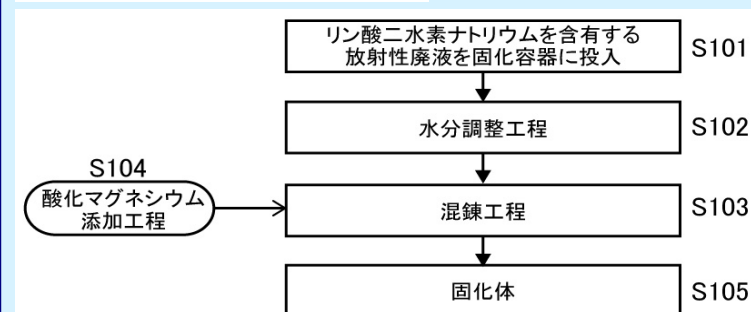 リン酸二水素ナトリウムを含有する
放射性廃液を固化容器に投入
S101
水分調整工程
S102
S104
酸化マグネシウム
添加工程
混錬工程
S103
固化体
S105